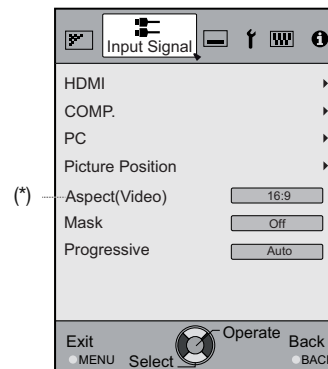 Input Signal
HDMI
COMP.
PC
Picture Position
(*) Aspect(Video) 16:9
Mask Off
Progressive Auto
Exit Operate Back
MENU Select BACK